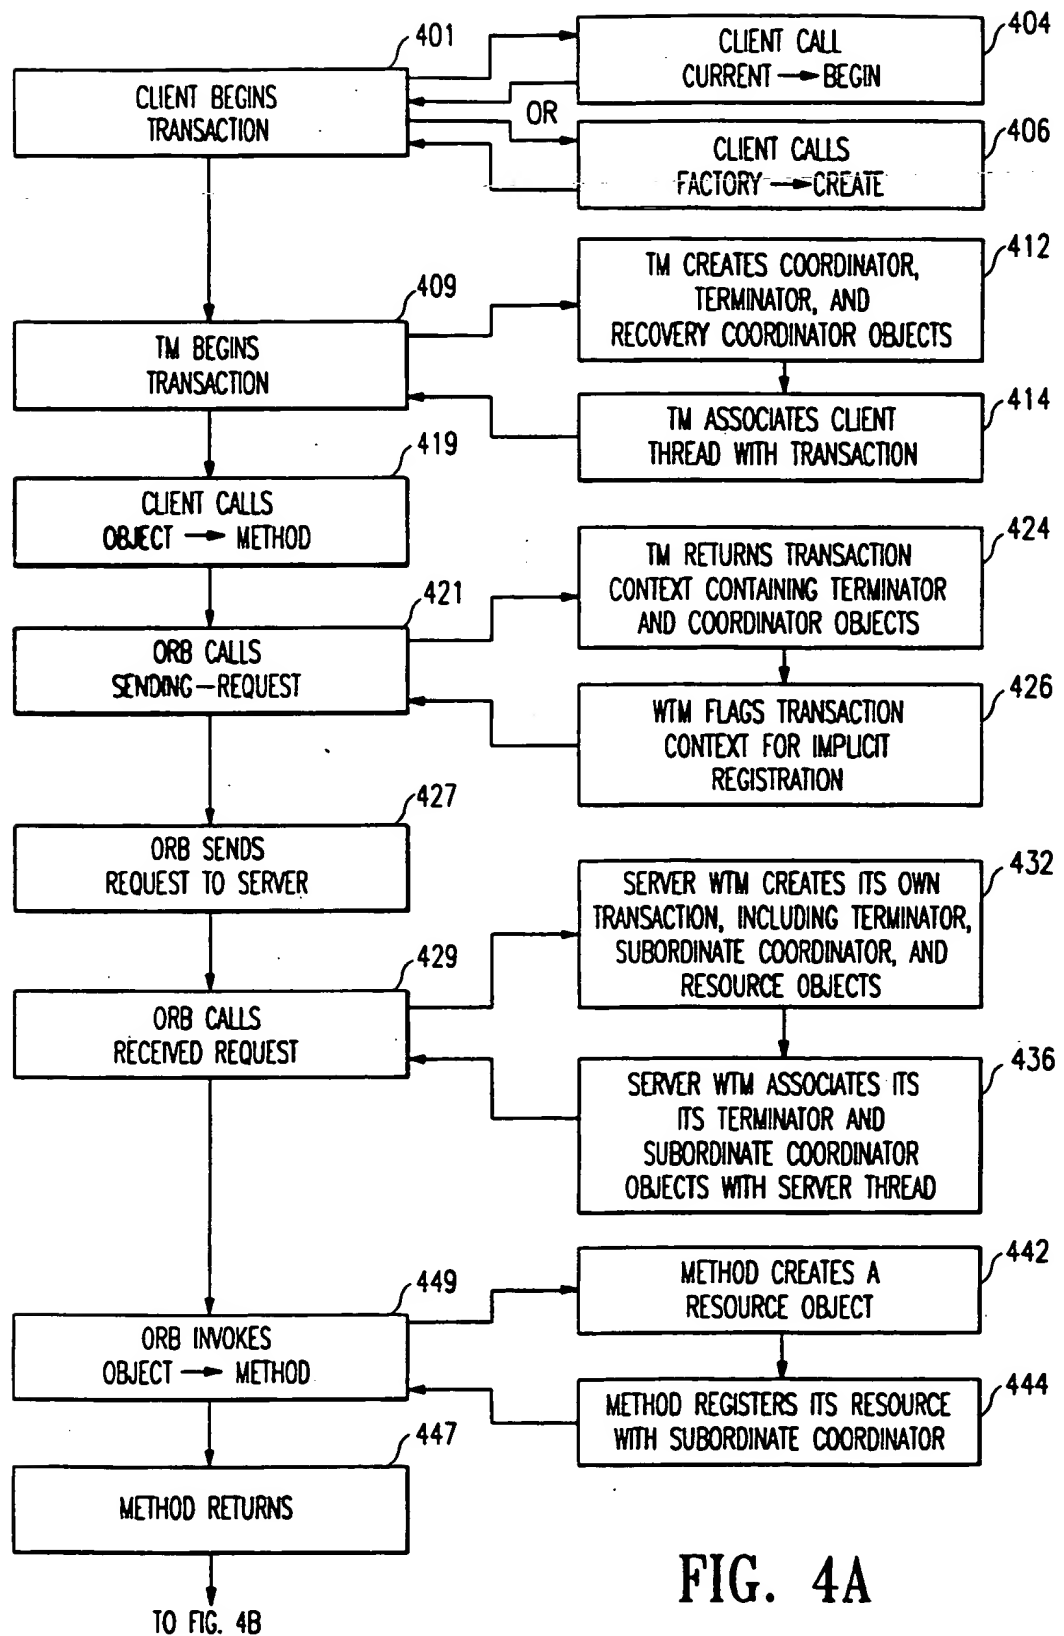 401
CLIENT BEGINS
TRANSACTION
404
CLIENT CALL
CURRENT → BEGIN
OR
406
CLIENT CALLS
FACTORY → CREATE
409
TM BEGINS
TRANSACTION
412
TM CREATES COORDINATOR,
TERMINATOR, AND
RECOVERY COORDINATOR OBJECTS
414
TM ASSOCIATES CLIENT
THREAD WITH TRANSACTION
419
CLIENT CALLS
OBJECT → METHOD
421
ORB CALLS
SENDING-REQUEST
424
TM RETURNS TRANSACTION
CONTEXT CONTAINING TERMINATOR
AND COORDINATOR OBJECTS
426
WTM FLAGS TRANSACTION
CONTEXT FOR IMPLICIT
REGISTRATION
427
ORB SENDS
REQUEST TO SERVER
429
ORB CALLS
RECEIVED REQUEST
432
SERVER WTM CREATES ITS OWN
TRANSACTION, INCLUDING TERMINATOR,
SUBORDINATE COORDINATOR, AND
RESOURCE OBJECTS
436
SERVER WTM ASSOCIATES ITS
ITS TERMINATOR AND
SUBORDINATE COORDINATOR
OBJECTS WITH SERVER THREAD
449
ORB INVOKES
OBJECT → METHOD
442
METHOD CREATES A
RESOURCE OBJECT
444
METHOD REGISTERS ITS RESOURCE
WITH SUBORDINATE COORDINATOR
447
METHOD RETURNS
TO FIG. 4B
FIG. 4A